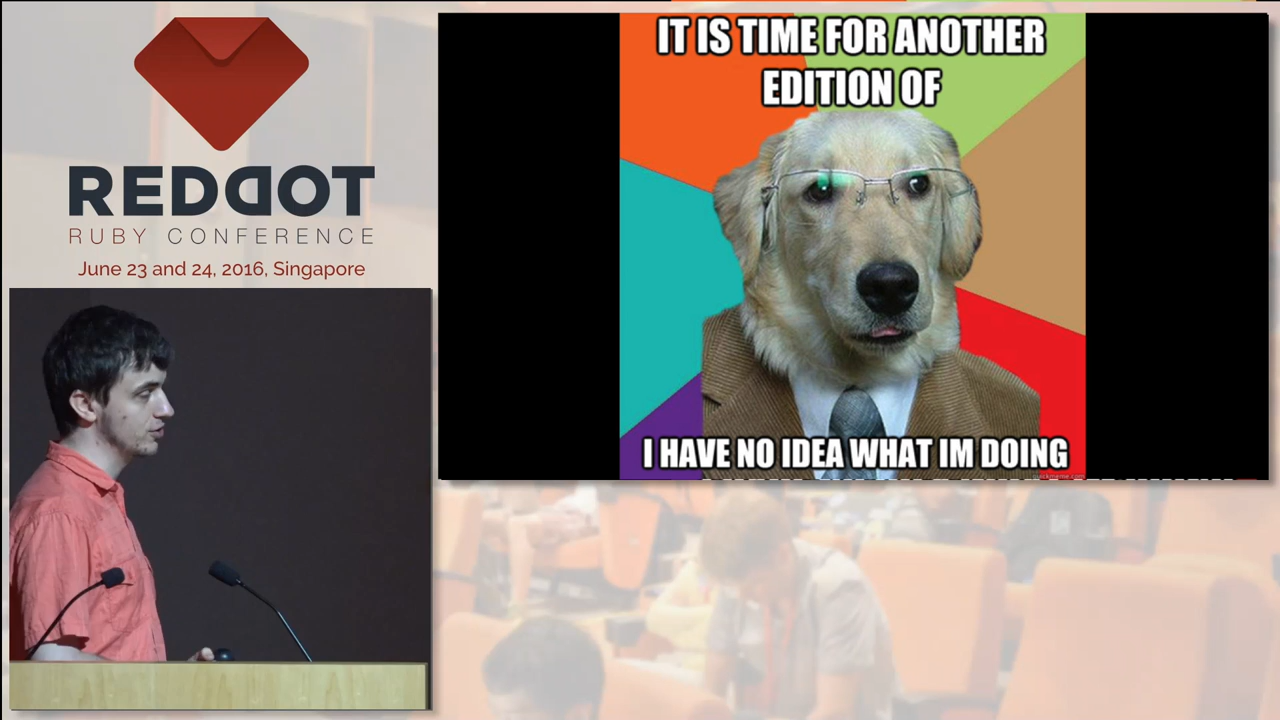 REDDOT
RUBY CONFERENCE
June 23 and 24, 2016, Singapore
IT IS TIME FOR ANOTHER
EDITION OF
I HAVE NO IDEA WHAT IM DOING